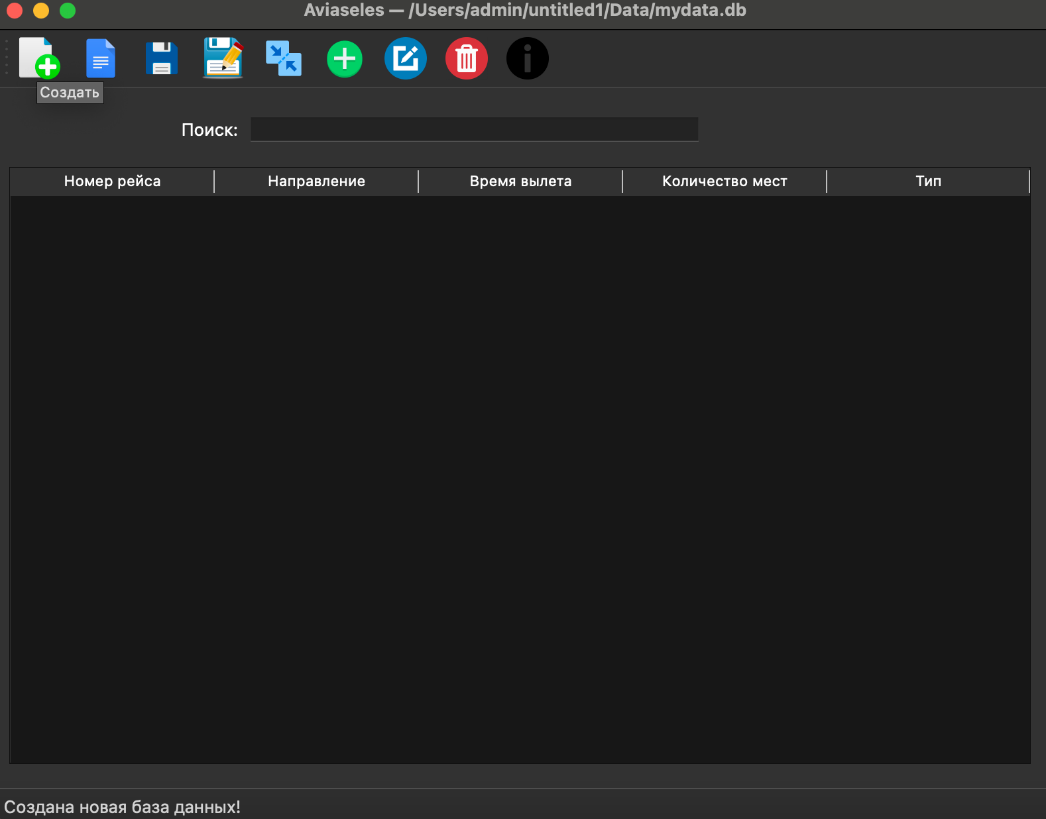 Aviaseles — /Users/admin/untitled1/Data/mydata.db
Создать
Поиск:
Номер рейса Направление Время вылета Количество мест Тип
Создана новая база данных!